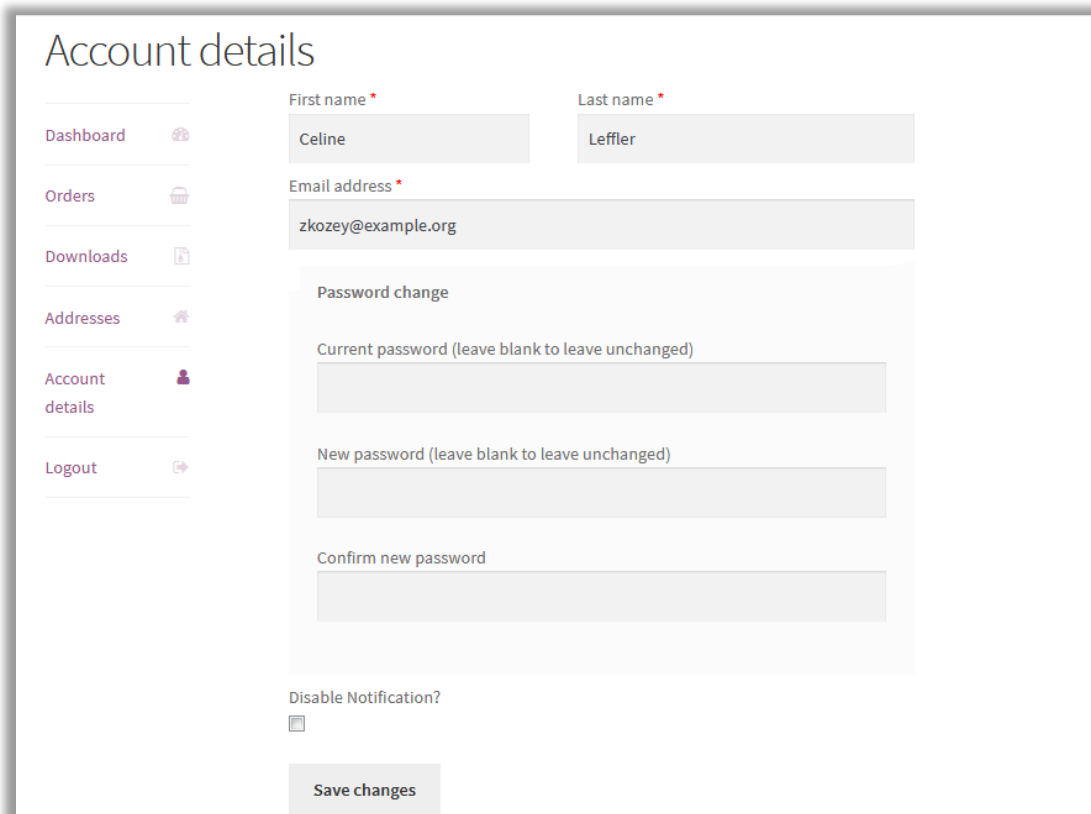 Account details
Dashboard
Orders
Downloads
Addresses
Account
details
Logout
First name *
Last name *
Celine
Leffler
Email address *
zkozey@example.org
Password change
Current password (leave blank to leave unchanged)
New password (leave blank to leave unchanged)
Confirm new password
Disable Notification?
Save changes